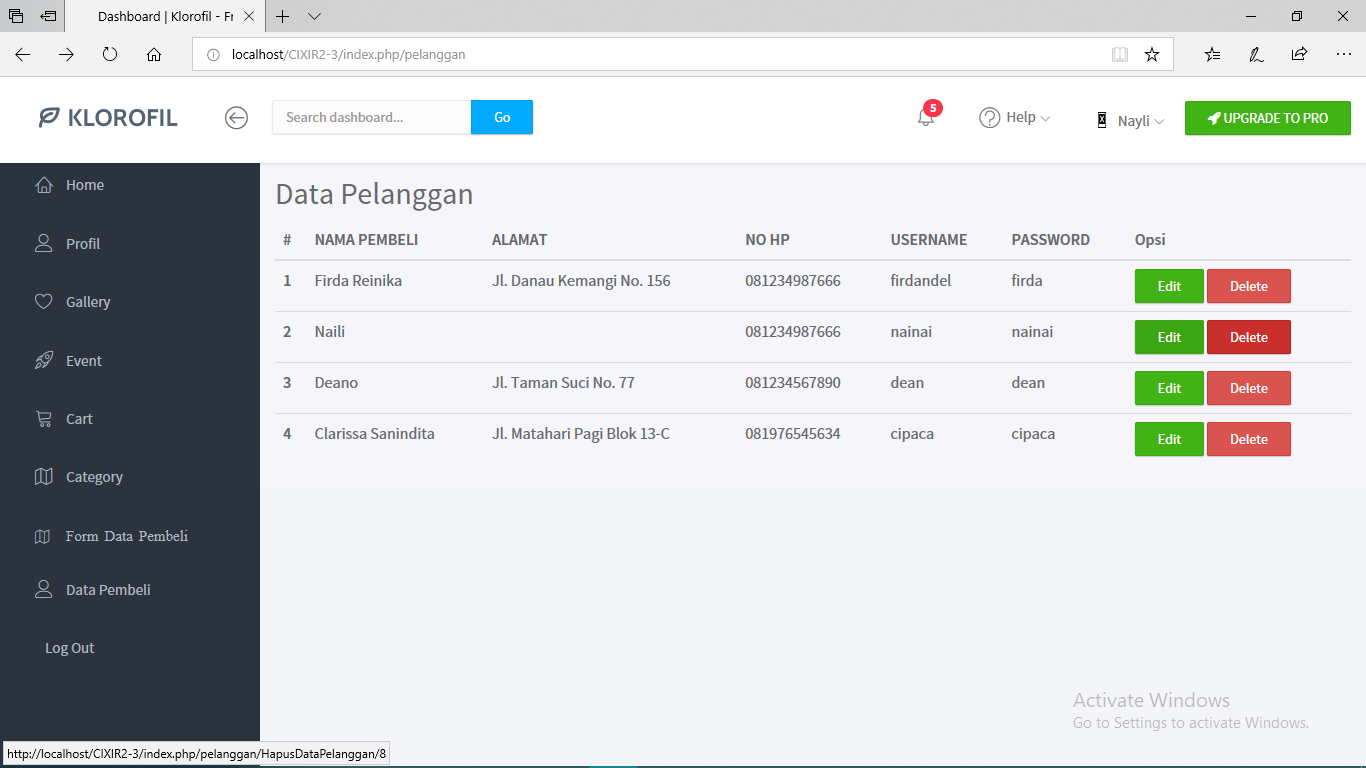 Dashboard | Klorofil - Fr
localhost/CIXIR2-3/index.php/pelanggan
KLOROFIL
Search dashboard...
Go
5
Help
Nayli
UPGRADE TO PRO
Home
Profil
Gallery
Event
Cart
Category
Form Data Pembeli
Data Pembeli
Log Out
Data Pelanggan
# NAMA PEMBELI ALAMAT NO HP USERNAME PASSWORD Opsi
1 Firda Reinika Jl. Danau Kemangi No. 156 081234987666 firdandel firda Edit Delete
2 Naili 081234987666 nainai nainai Edit Delete
3 Deano Jl. Taman Suci No. 77 081234567890 dean dean Edit Delete
4 Clarissa Sanindita Jl. Matahari Pagi Blok 13-C 081976545634 cipaca cipaca Edit Delete
Activate Windows
Go to Settings to activate Windows.
http://localhost/CIXIR2-3/index.php/pelanggan/HapusDataPelanggan/8